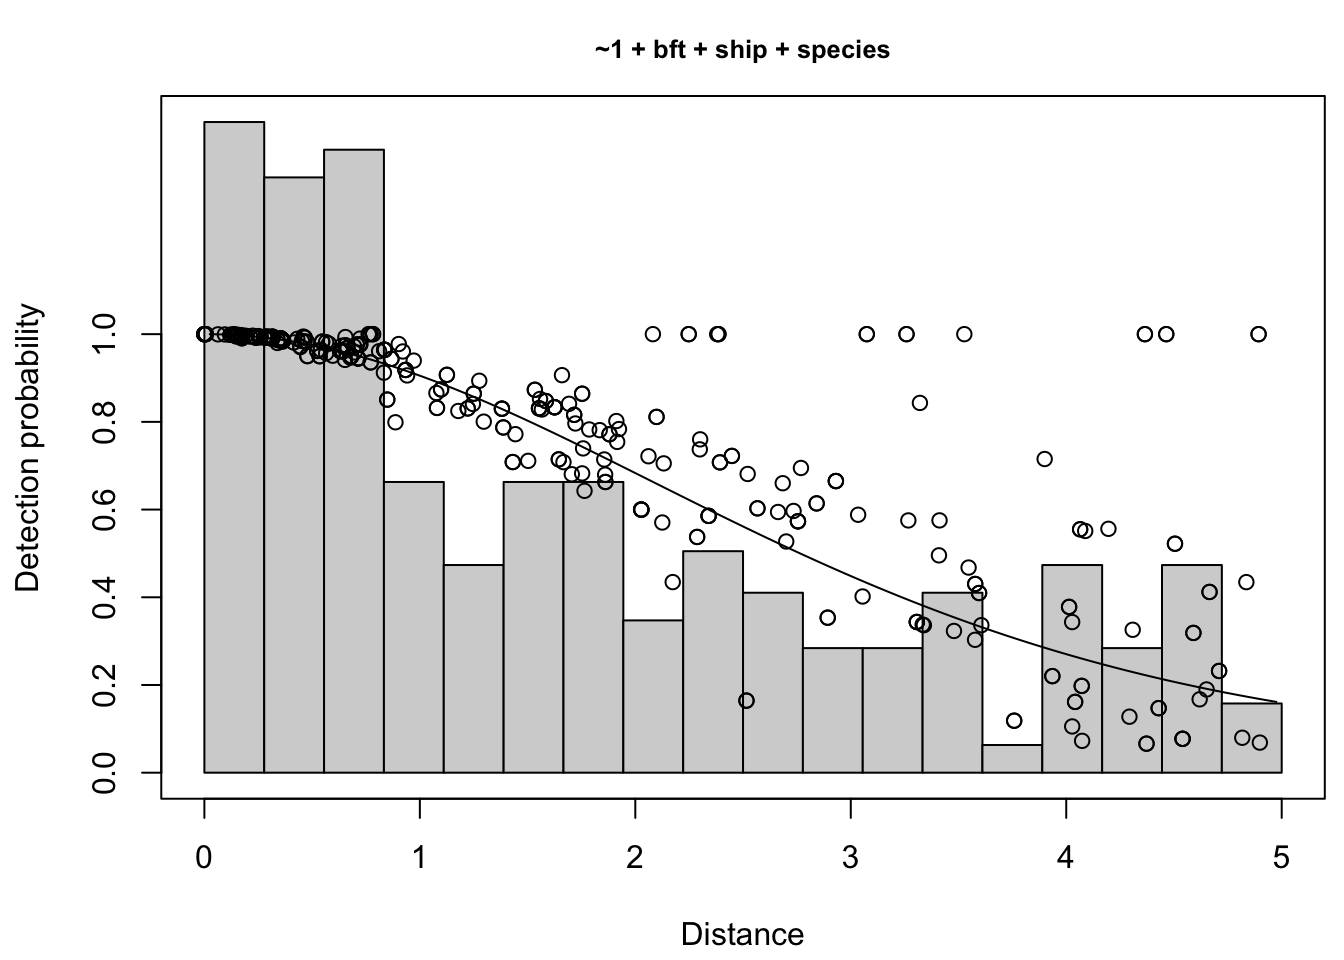 ~1 + bft + ship + species
Detection probability
1.0
0.8
0.6
0.4
0.2
0.0
0 1 2 3 4 5
Distance